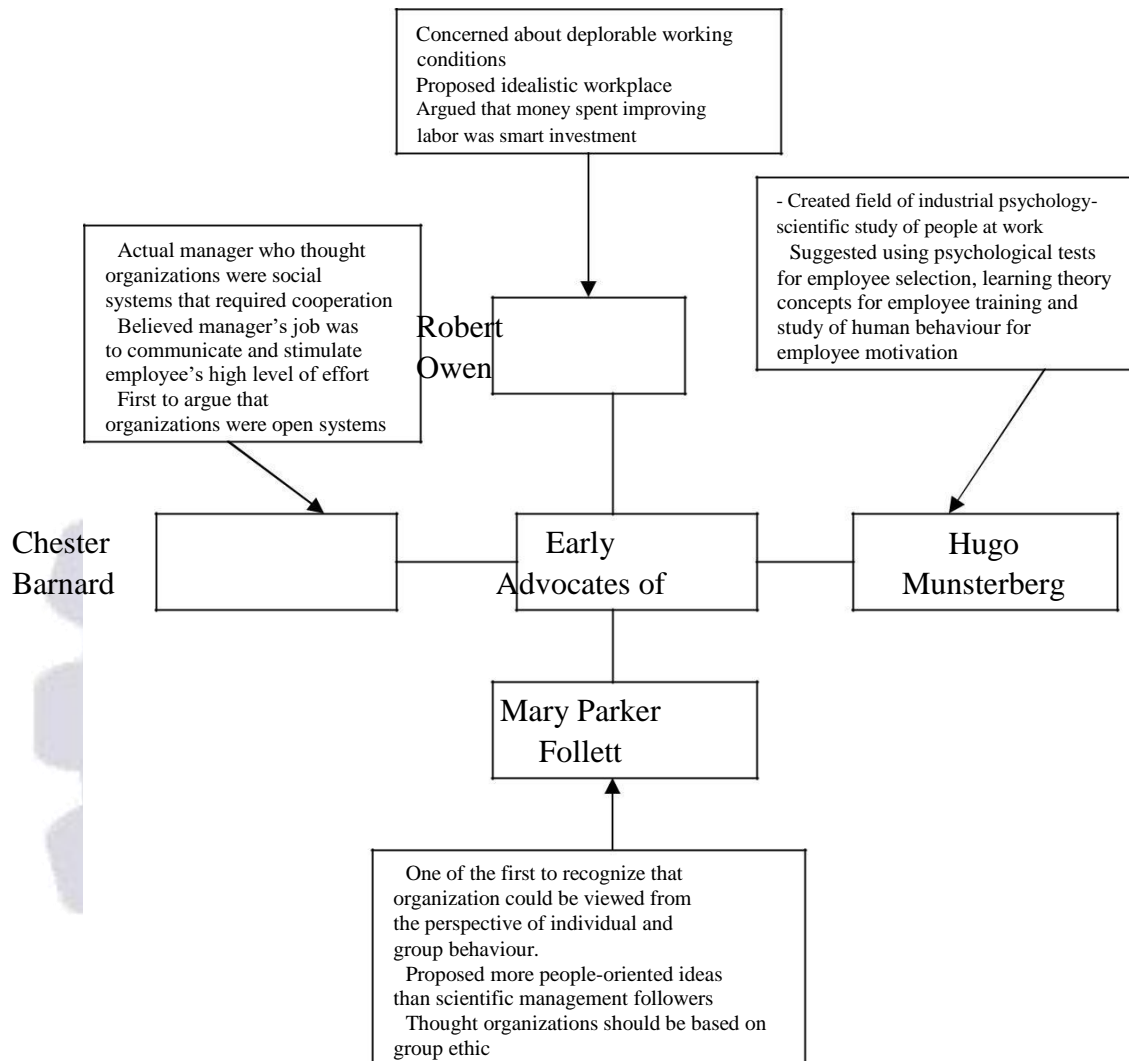 Concerned about deplorable working
conditions
Proposed idealistic workplace
Argued that money spent improving
labor was smart investment
- Created field of industrial psychology-
scientific study of people at work
Suggested using psychological tests
for employee selection, learning theory
concepts for employee training and
study of human behaviour for
employee motivation
Actual manager who thought
organizations were social
systems that required cooperation
Believed manager’s job was
to communicate and stimulate
employee’s high level of effort
First to argue that
organizations were open systems
Robert
Owen
Chester
Barnard
Early
Advocates of
Hugo
Munsterberg
Mary Parker
Follett
One of the first to recognize that
organization could be viewed from
the perspective of individual and
group behaviour.
Proposed more people-oriented ideas
than scientific management followers
Thought organizations should be based on
group ethic